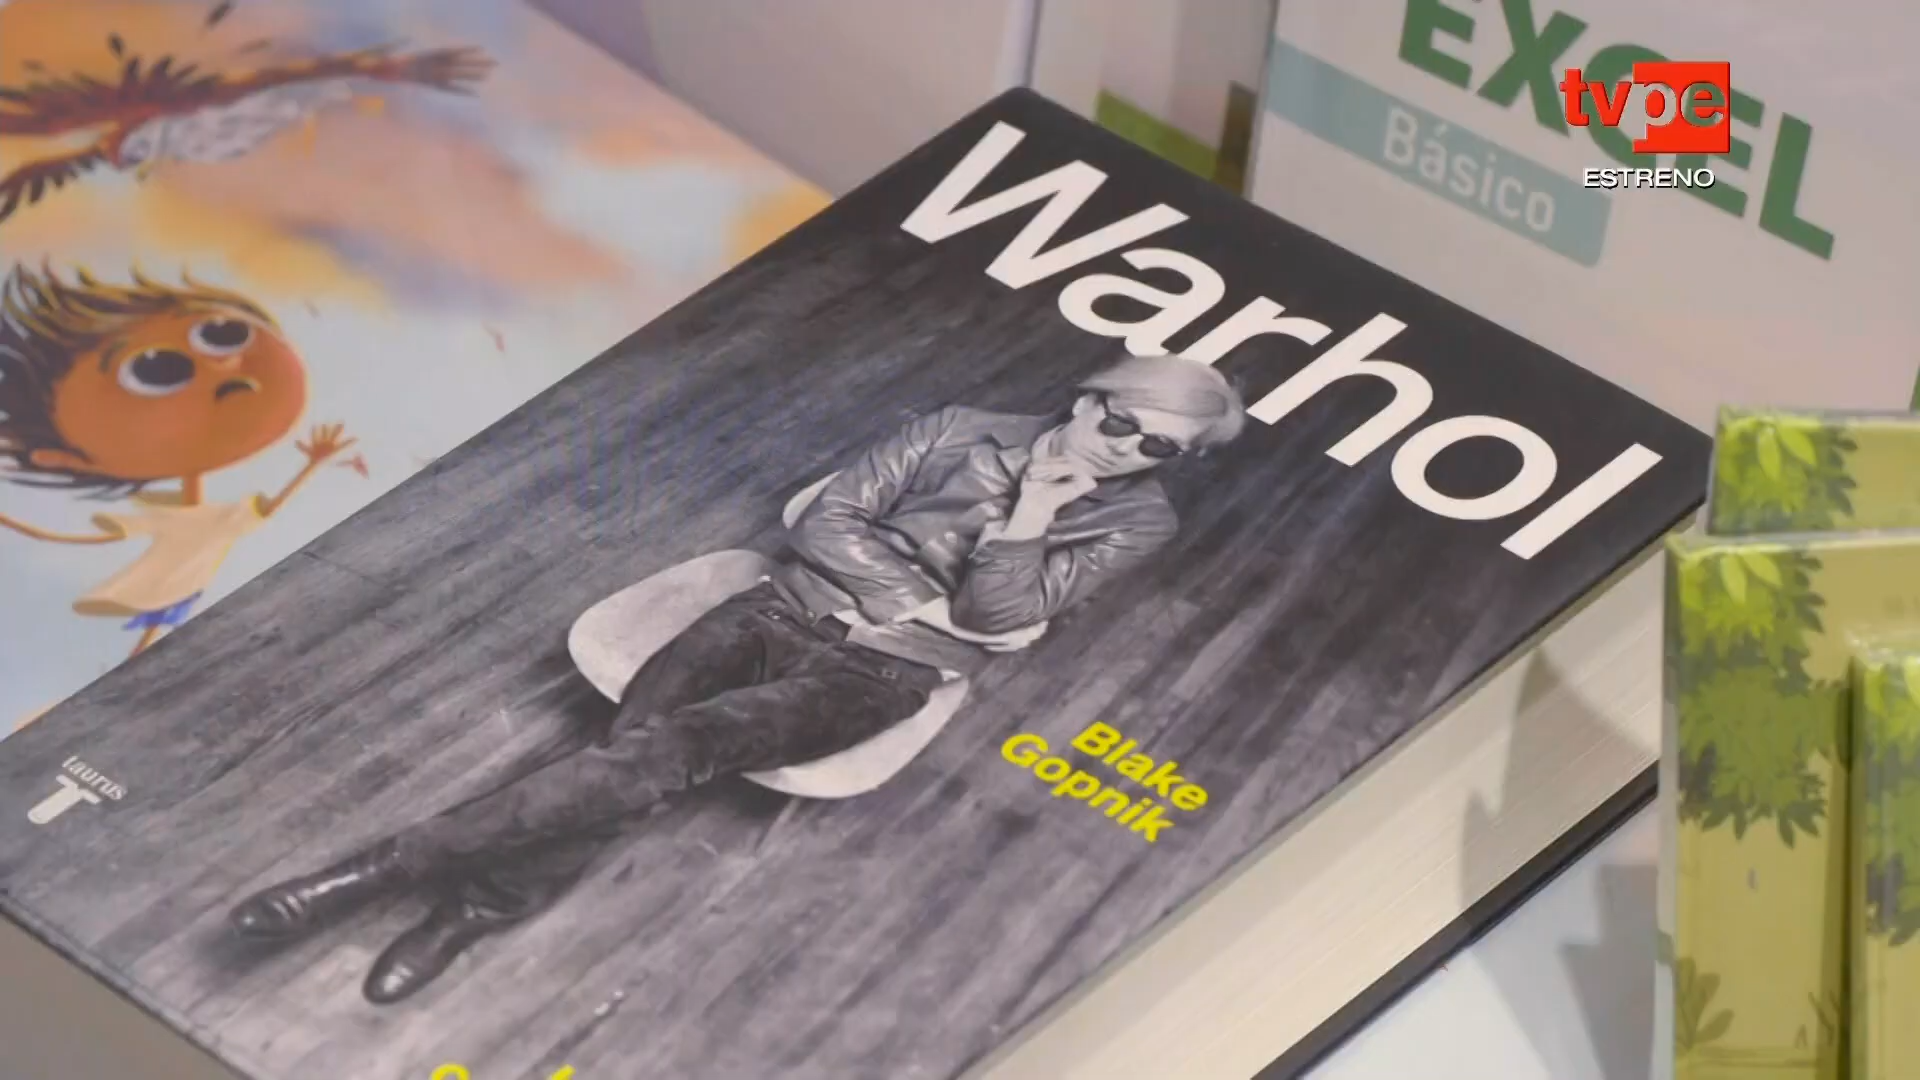 EXCEL
Básico
tvpe
ESTRENO
Warhol
Blake
Gopnik
taurus
T